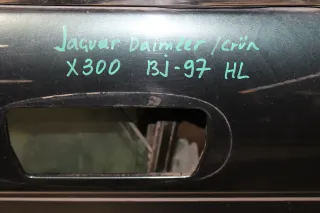 Jaguar Daimler/Grün
X300 BJ-97 HL